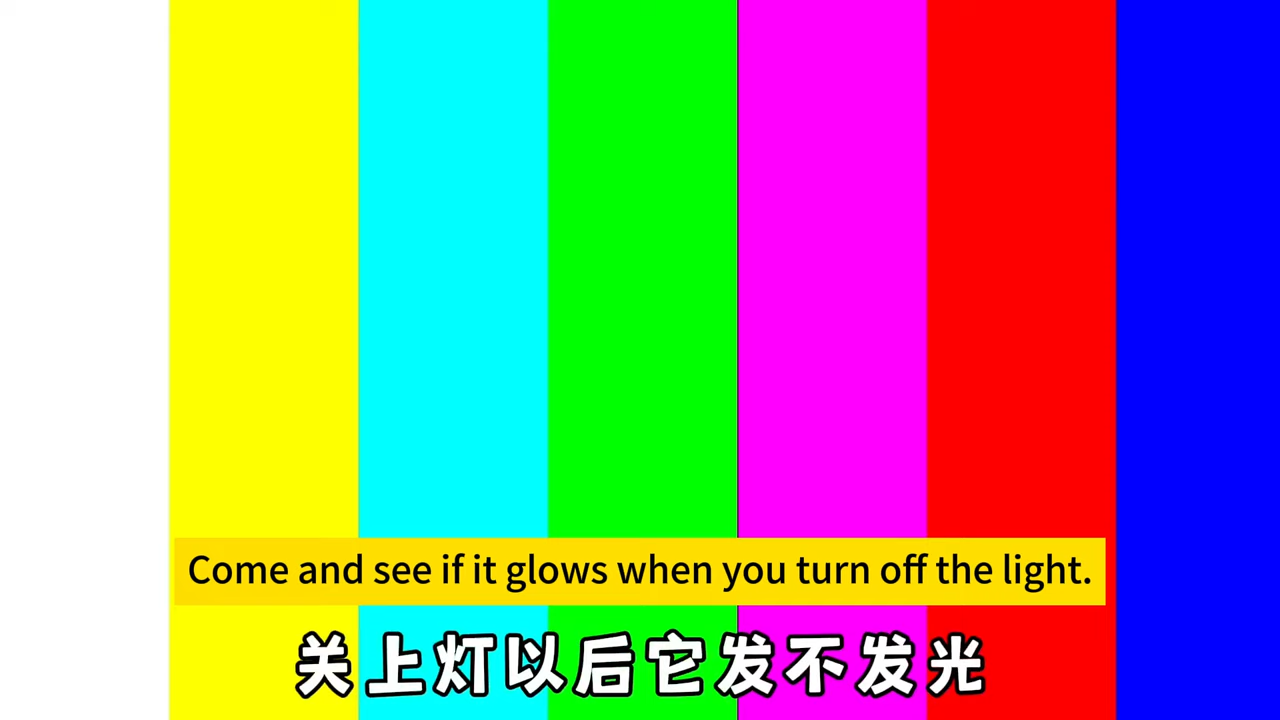 Come and see if it glows when you turn off the light.
关上灯以后它发不发光